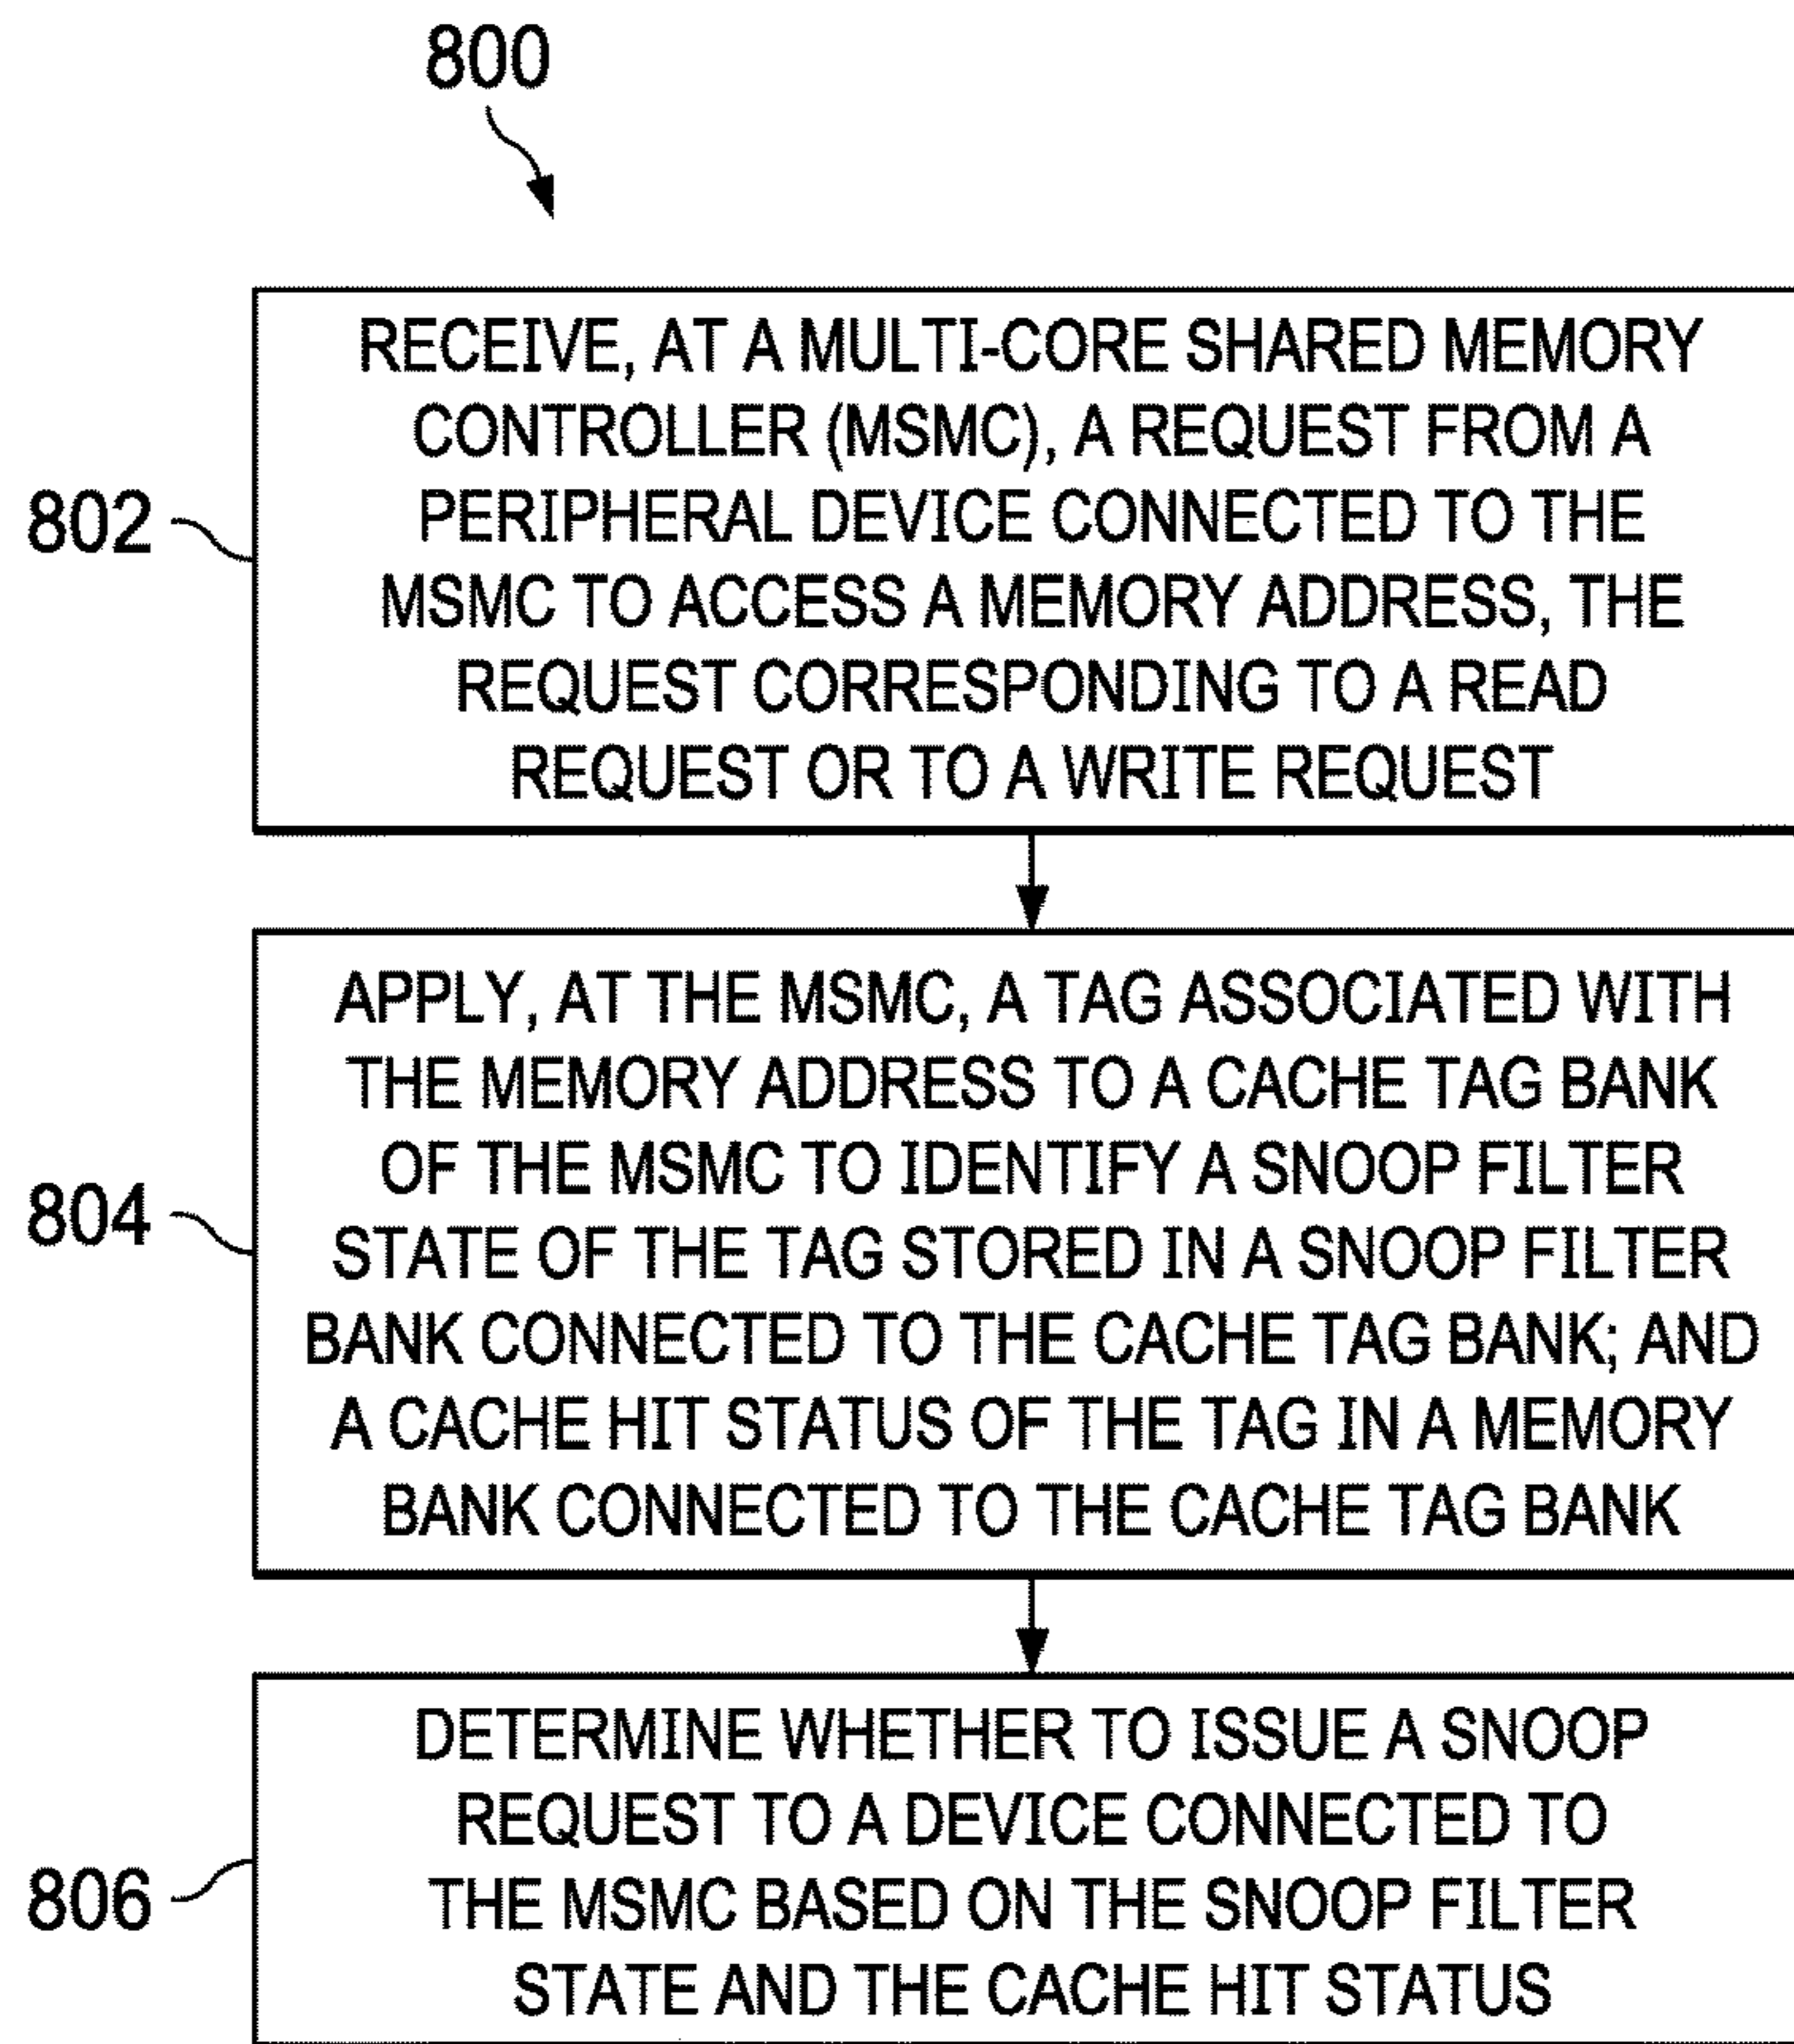 800
802
RECEIVE, AT A MULTI-CORE SHARED MEMORY
CONTROLLER (MSMC), A REQUEST FROM A
PERIPHERAL DEVICE CONNECTED TO THE
MSMC TO ACCESS A MEMORY ADDRESS, THE
REQUEST CORRESPONDING TO A READ
REQUEST OR TO A WRITE REQUEST
804
APPLY, AT THE MSMC, A TAG ASSOCIATED WITH
THE MEMORY ADDRESS TO A CACHE TAG BANK
OF THE MSMC TO IDENTIFY A SNOOP FILTER
STATE OF THE TAG STORED IN A SNOOP FILTER
BANK CONNECTED TO THE CACHE TAG BANK; AND
A CACHE HIT STATUS OF THE TAG IN A MEMORY
BANK CONNECTED TO THE CACHE TAG BANK
806
DETERMINE WHETHER TO ISSUE A SNOOP
REQUEST TO A DEVICE CONNECTED TO
THE MSMC BASED ON THE SNOOP FILTER
STATE AND THE CACHE HIT STATUS